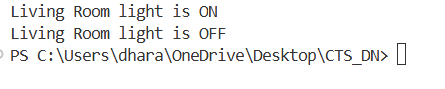 Living Room light is ON
Living Room light is OFF
PS C:\Users\dhara\OneDrive\Desktop\CTS_DN>